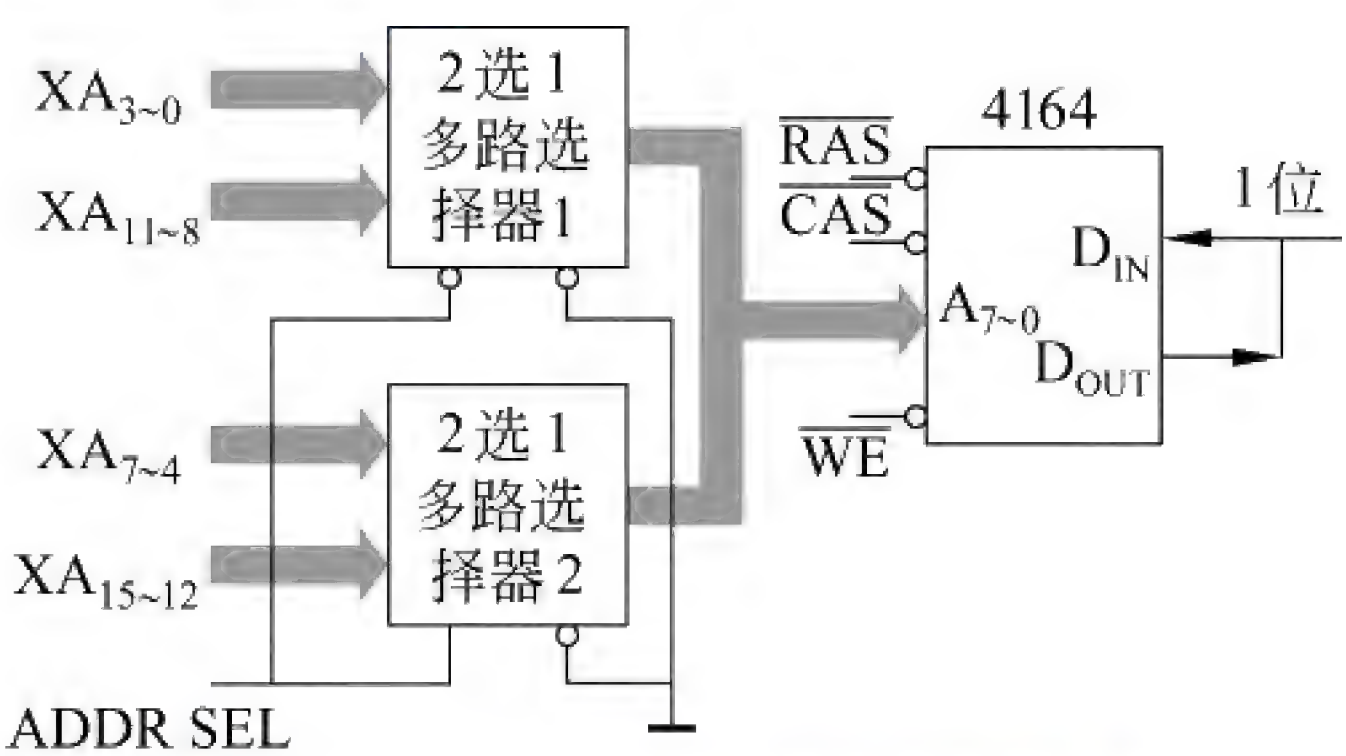 XA3~0
XA11~8
2选1
多路选
择器1
XA7~4
XA15~12
2选1
多路选
择器2
ADDR SEL
4164
RAS
CAS
A7~0
WE
DIN
DOUT
1位